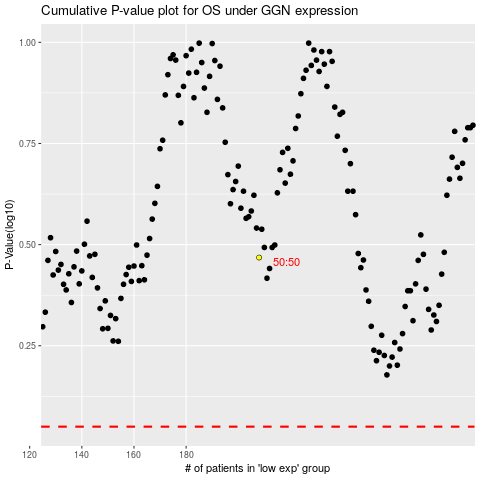 Cumulative P-value plot for OS under GGN expression
P-Value(log10)
1.00
0.75
0.50
0.25
50:50
120 140 160 180
# of patients in 'low exp' group